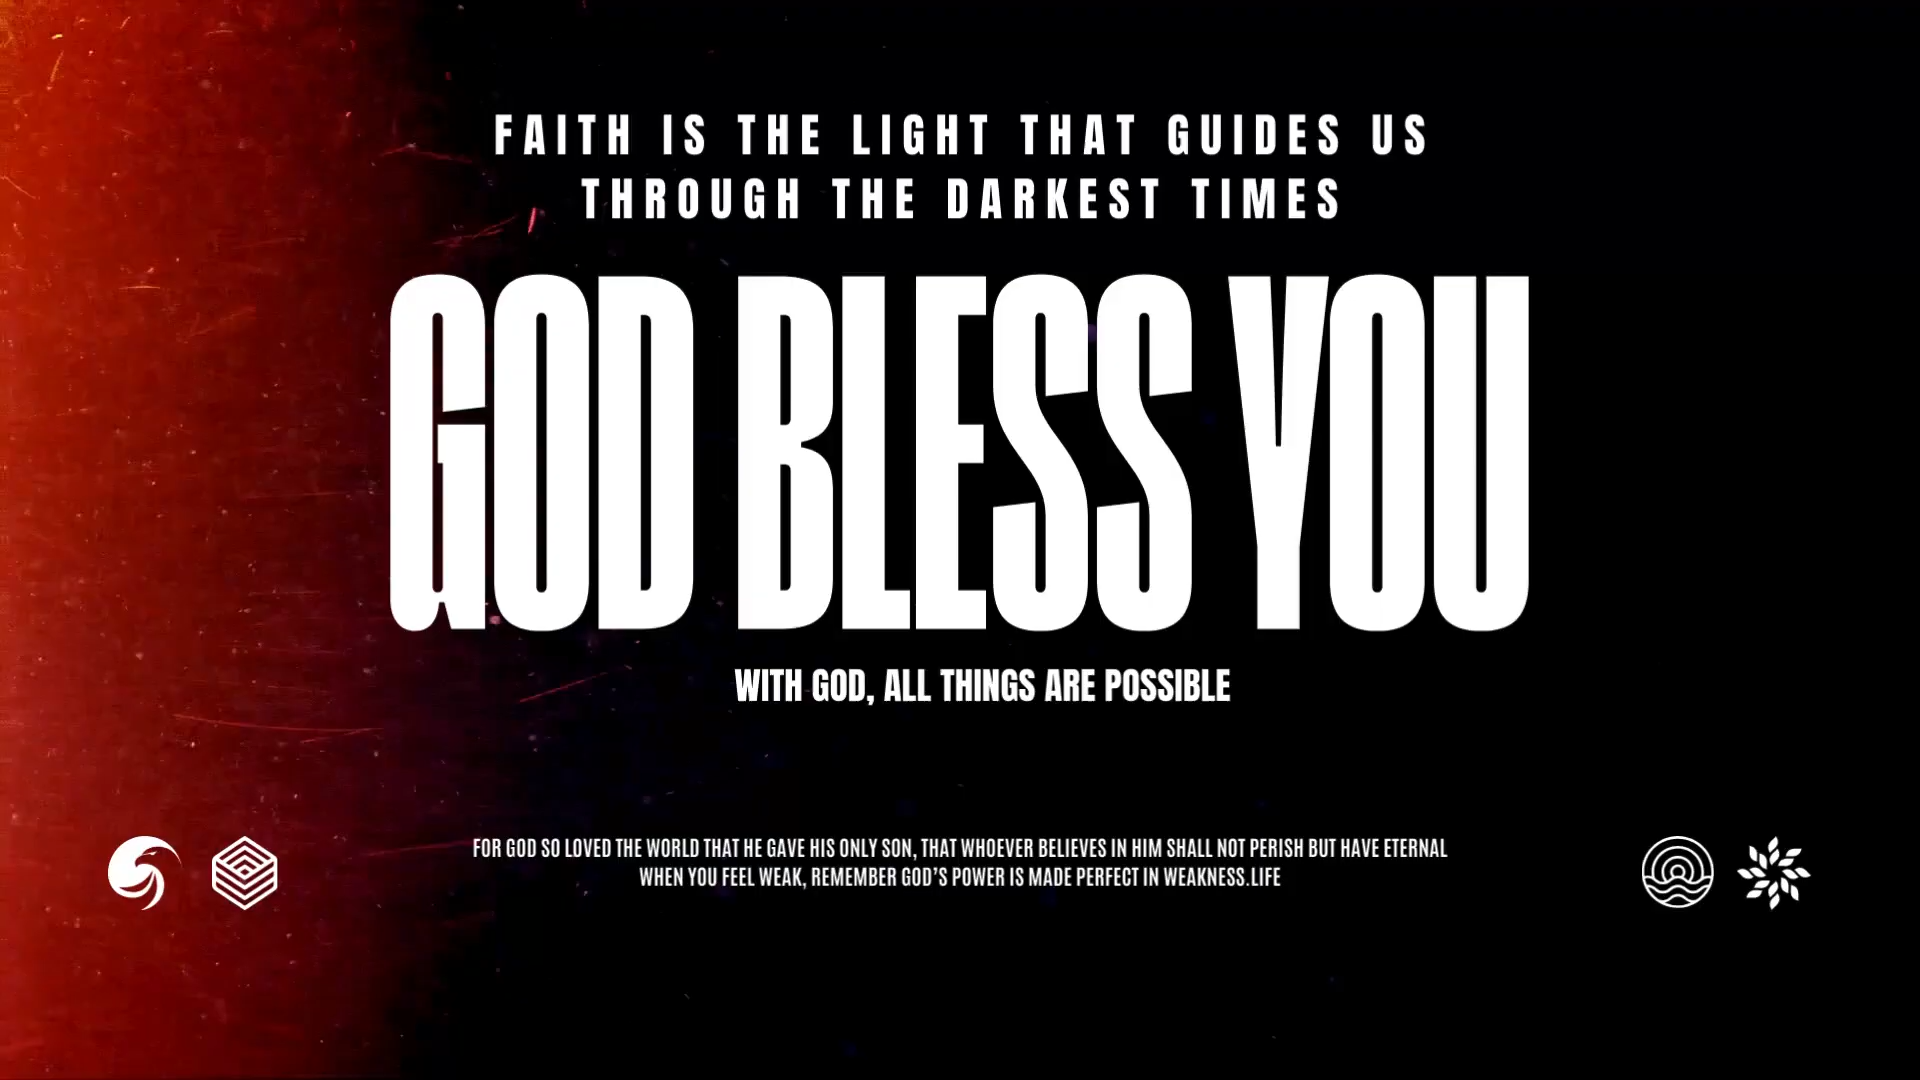 FAITH IS THE LIGHT THAT GUIDES US
THROUGH THE DARKEST TIMES
GOD BLESS YOU
WITH GOD, ALL THINGS ARE POSSIBLE
FOR GOD SO LOVED THE WORLD THAT HE GAVE HIS ONLY SON, THAT WHOEVER BELIEVES IN HIM SHALL NOT PERISH BUT HAVE ETERNAL
WHEN YOU FEEL WEAK, REMEMBER GOD’S POWER IS MADE PERFECT IN WEAKNESS.LIFE